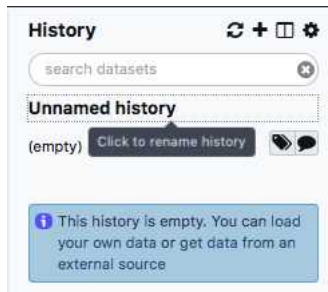 History
search datasets
Unnamed history
(empty) Click to rename history
This history is empty. You can load
your own data or get data from an
external source